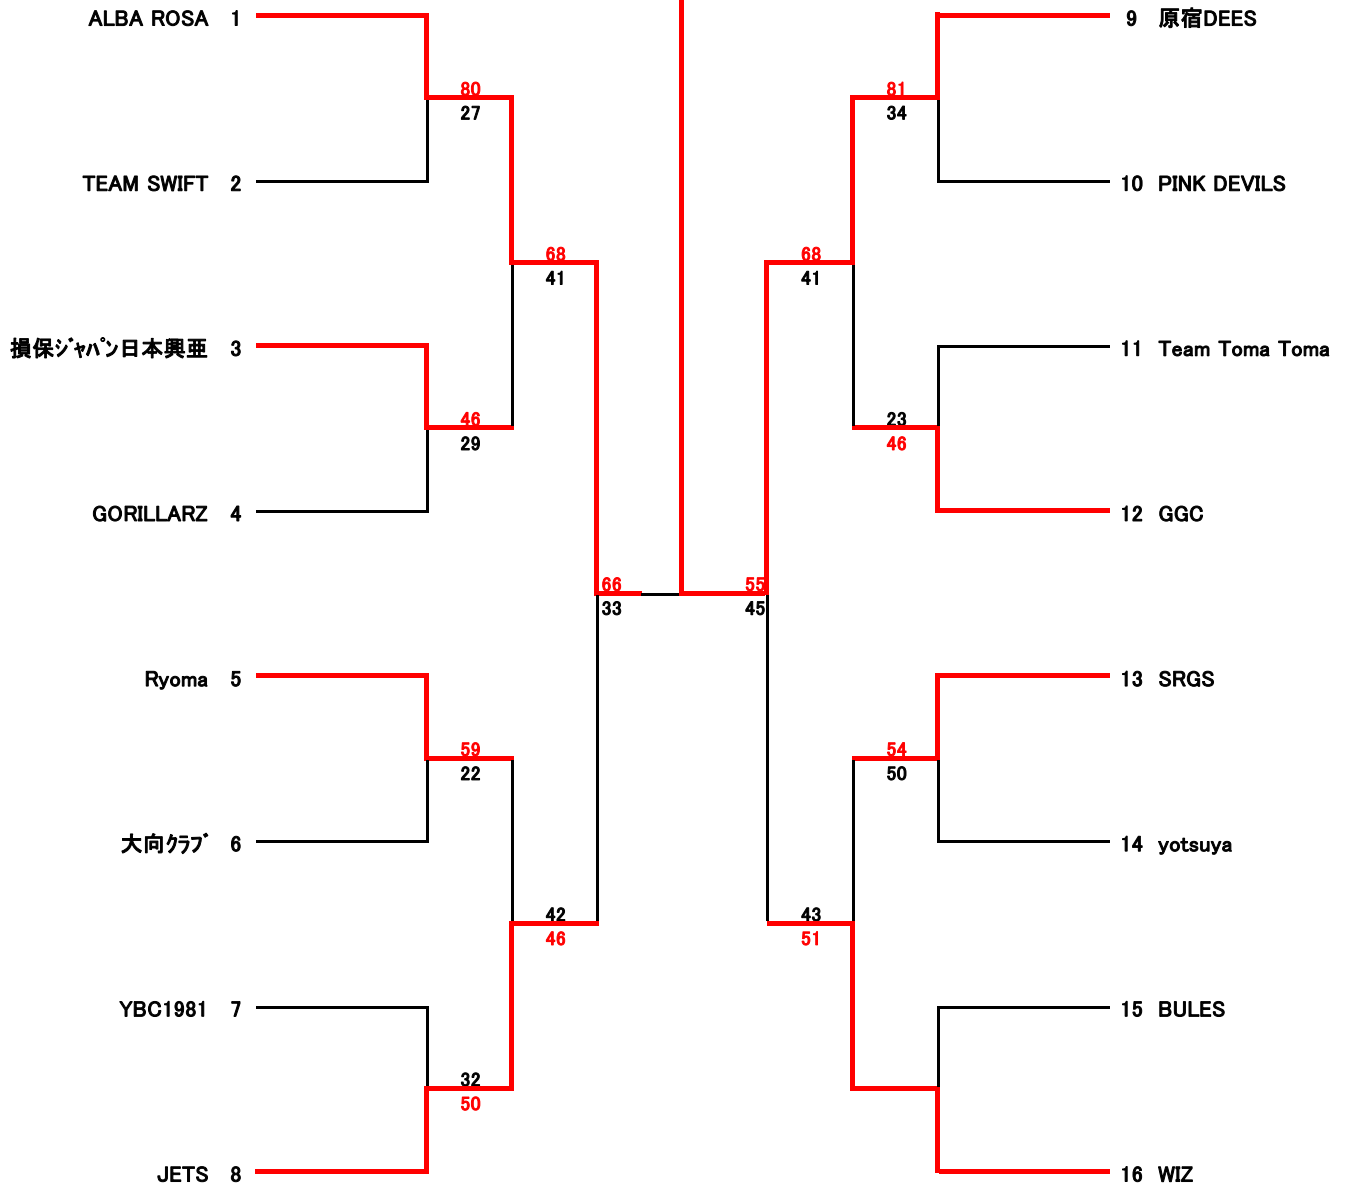 ALBA ROSA 1
9 原宿DEES
80
27
81
34
TEAM SWIFT 2
10 PINK DEVILS
68
41
68
41
損保ｼﾞｬﾊﾟﾝ日本興亜 3
11 Team Toma Toma
46
29
23
46
GORILLARZ 4
12 GGC
66
33
55
45
Ryoma 5
13 SRGS
59
22
54
50
大向ｸﾗﾌﾞ 6
14 yotsuya
42
46
43
51
YBC1981 7
15 BULES
32
50
JETS 8
16 WIZ